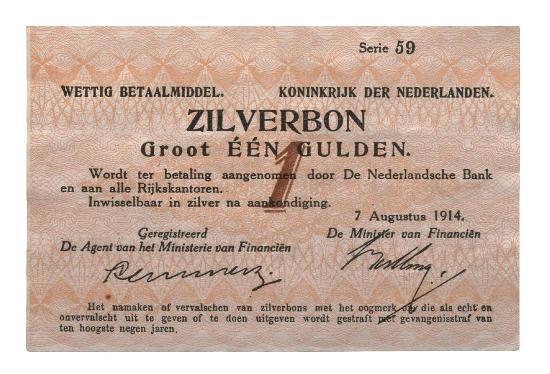 Serie 59
WETTIG BETAALMIDDEL. KONINKRIJK DER NEDERLANDEN.
ZILVERBON
Groot ÉÉN GULDEN.
1
Wordt ter betaling aangenomen door De Nederlandsche Bank
en aan alle Rijkskantoren.
Inwisselbaar in zilver na aankondiging.
7 Augustus 1914.
Geregistreerd De Minister van Financiën
De Agent van het Ministerie van Financiën
Het namaken of vervalschen van zilverbons met het oogmerk om die als echt en
onvervalscht uit te geven of te doen uitgeven wordt gestraft met gevangenisstraf van
ten hoogste negen jaren.